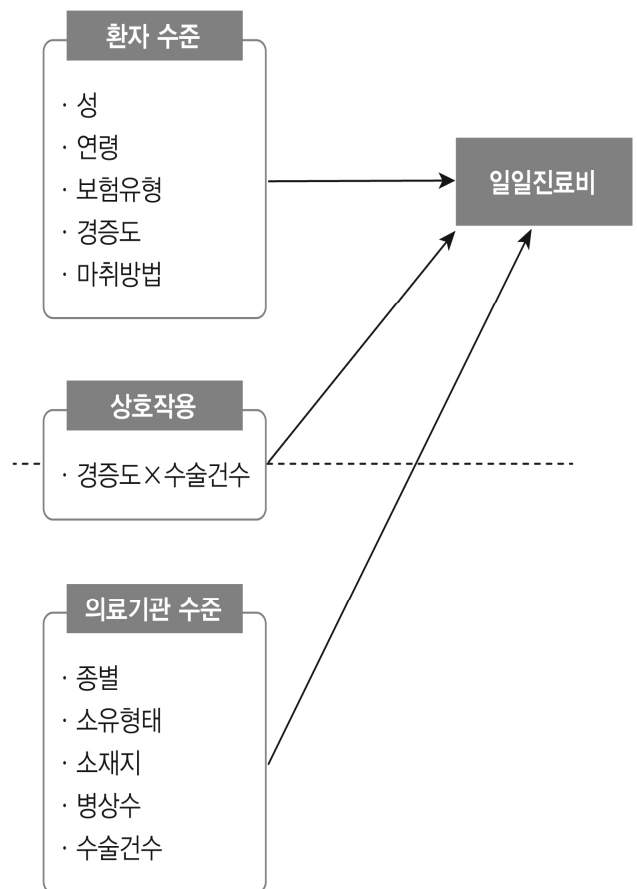 환자 수준
· 성
· 연령
· 보험유형
· 경증도
· 마취방법
일일진료비
상호작용
· 경증도×수술건수
의료기관 수준
· 종별
· 소유형태
· 소재지
· 병상수
· 수술건수